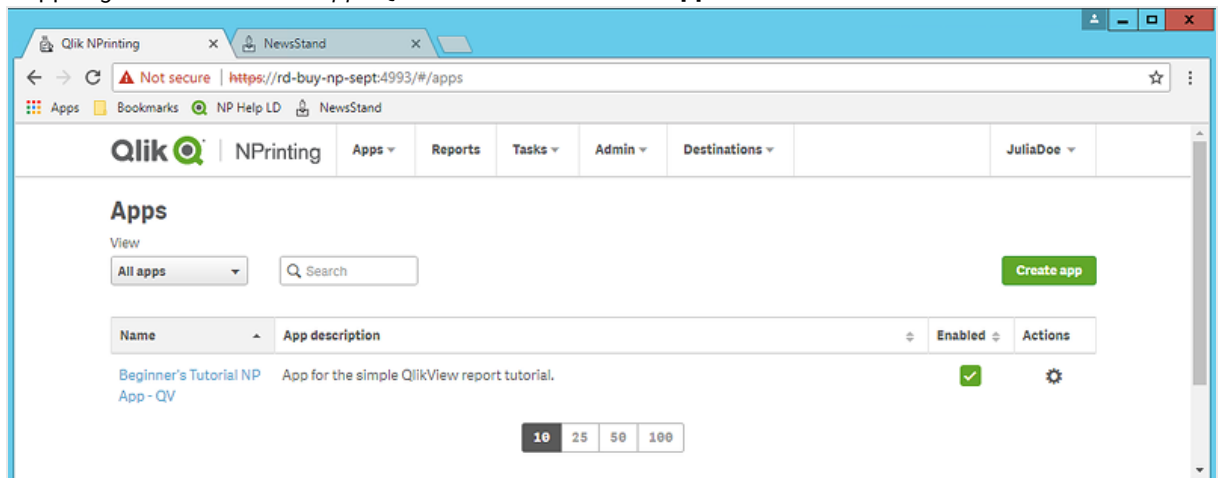 Qlik NPrinting
NewsStand
Not secure | https://rd-buy-np-sept:4993/#/apps
Apps Bookmarks NP Help LD NewsStand
Qlik NPrinting Apps Reports Tasks Admin Destinations JuliaDoe
Apps
View
All apps Search Create app
Name App description Enabled Actions
Beginner's Tutorial NP App for the simple QlikView report tutorial.
App - QV
10 25 50 100